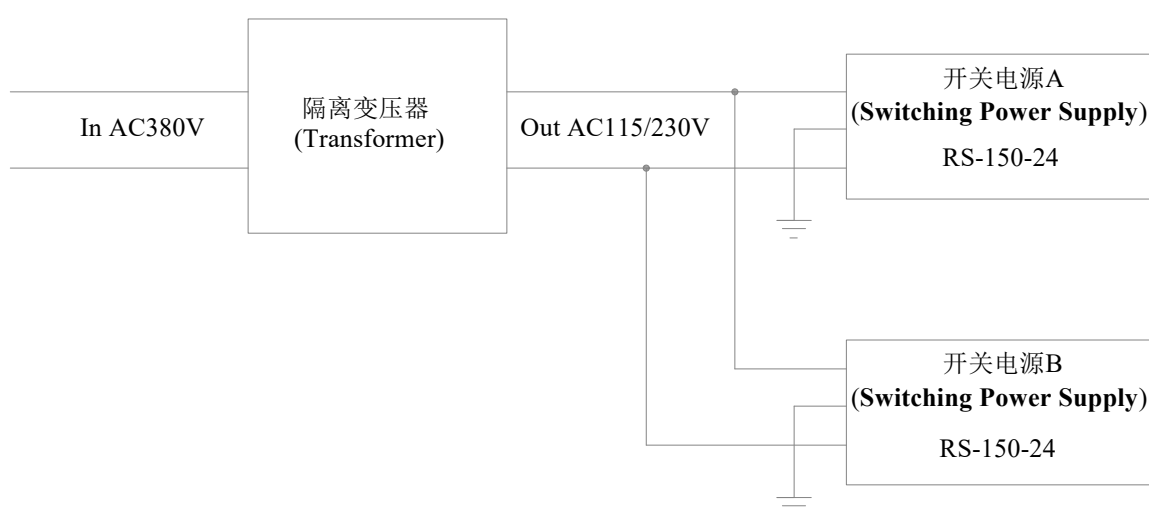 In AC380V
隔离变压器
(Transformer)
Out AC115/230V
开关电源A
(Switching Power Supply)
RS-150-24
开关电源B
(Switching Power Supply)
RS-150-24